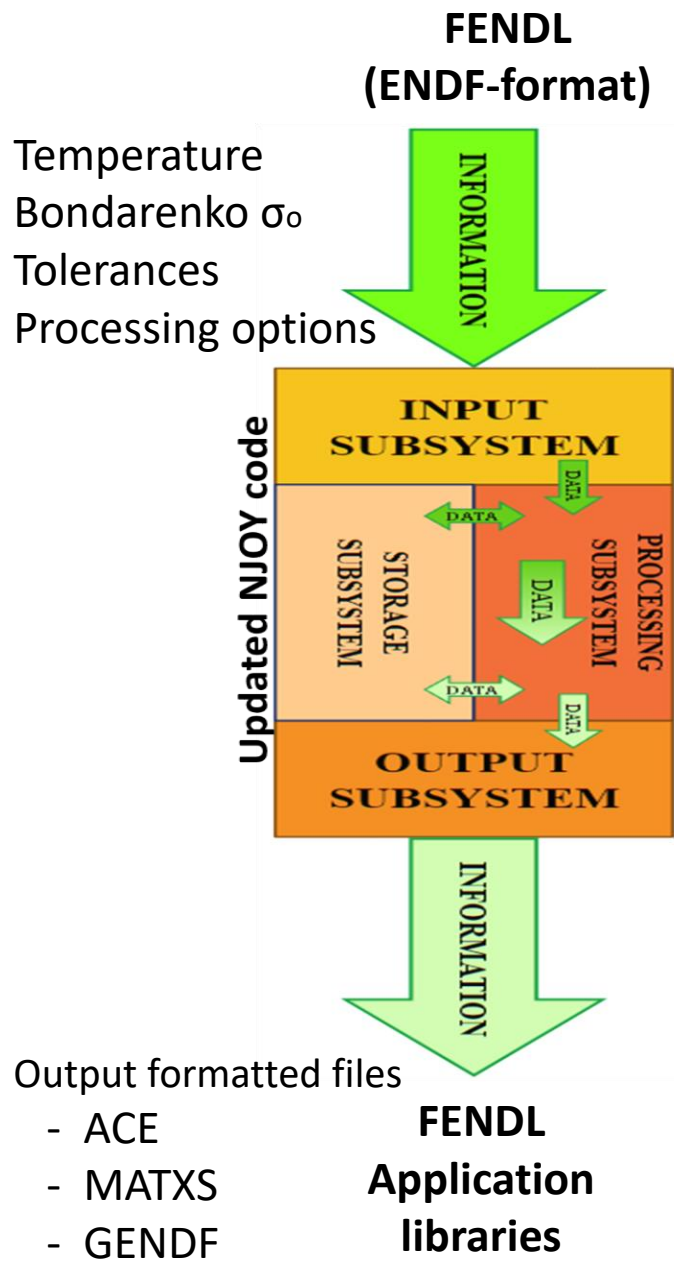 FENDL
(ENDF-format)
Temperature
Bondarenko σ₀
Tolerances
Processing options
INFORMATION
Updated NJOY code
INPUT
SUBSYSTEM
DATA
DATA
STORAGE
SUBSYSTEM
DATA
PROCESSING
SUBSYSTEM
DATA
DATA
OUTPUT
SUBSYSTEM
INFORMATION
Output formatted files
- ACE
- MATXS
- GENDF
FENDL
Application
libraries